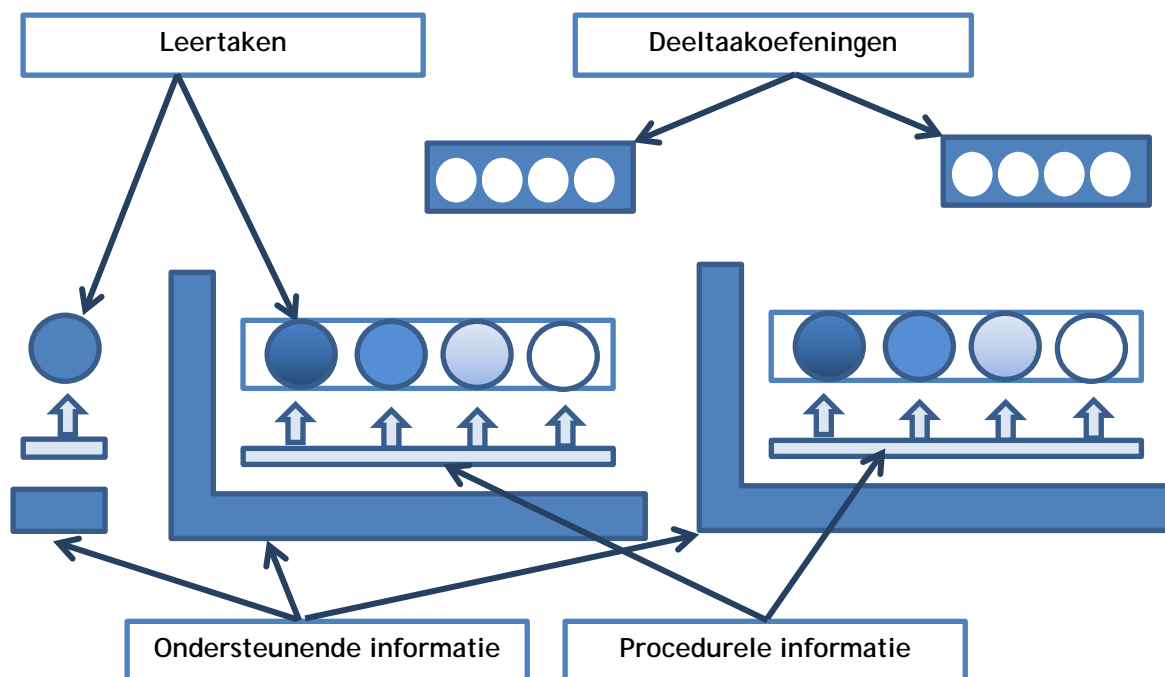 Leertaken
Deeltaakoefeningen
Ondersteunende informatie
Procedurele informatie